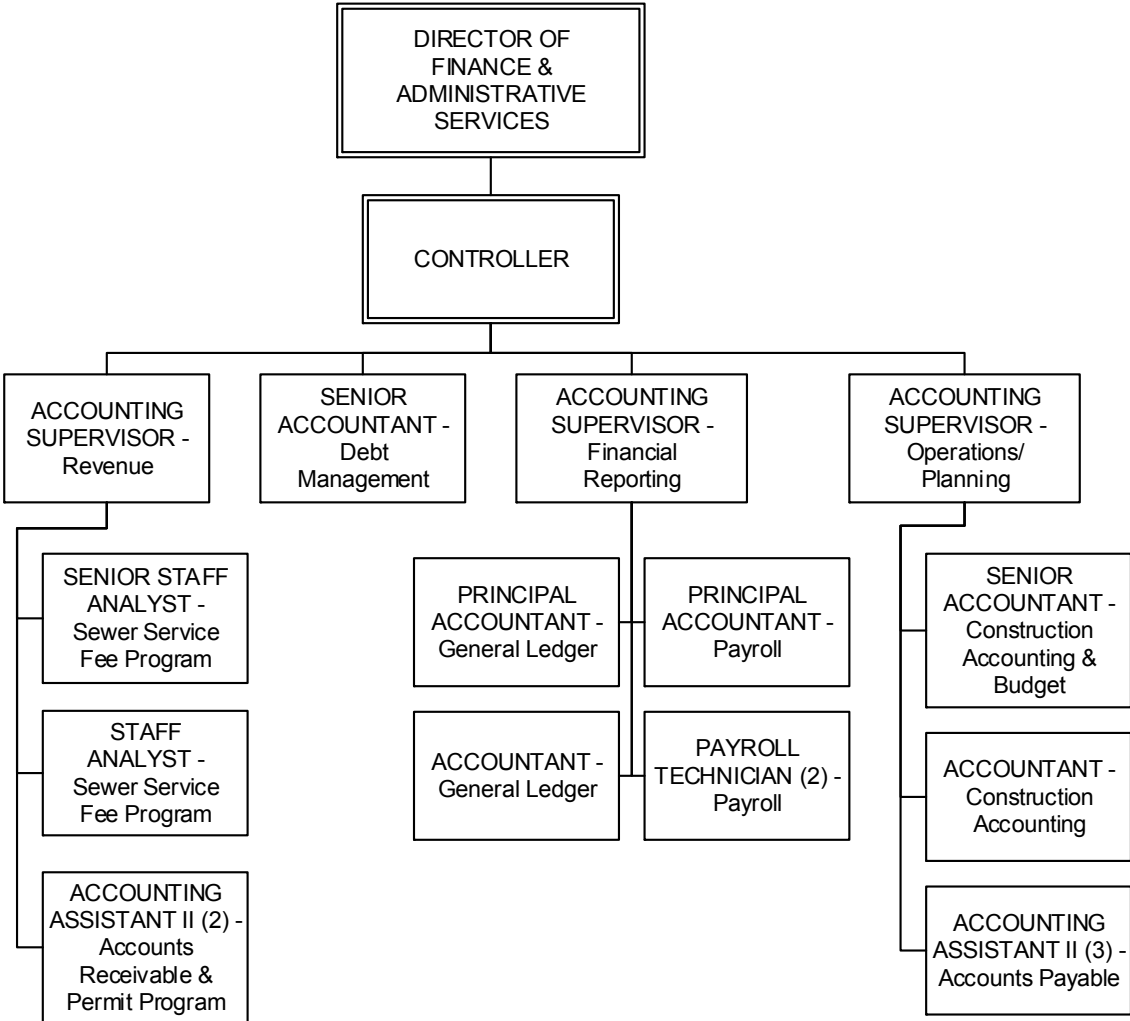 DIRECTOR OF
FINANCE &
ADMINISTRATIVE
SERVICES
CONTROLLER
ACCOUNTING
SUPERVISOR -
Revenue
SENIOR
ACCOUNTANT -
Debt
Management
ACCOUNTING
SUPERVISOR -
Financial
Reporting
ACCOUNTING
SUPERVISOR -
Operations/
Planning
SENIOR STAFF
ANALYST -
Sewer Service
Fee Program
STAFF
ANALYST -
Sewer Service
Fee Program
ACCOUNTING
ASSISTANT II (2) -
Accounts
Receivable &
Permit Program
PRINCIPAL
ACCOUNTANT -
General Ledger
PRINCIPAL
ACCOUNTANT -
Payroll
ACCOUNTANT -
General Ledger
PAYROLL
TECHNICIAN (2) -
Payroll
SENIOR
ACCOUNTANT -
Construction
Accounting &
Budget
ACCOUNTANT -
Construction
Accounting
ACCOUNTING
ASSISTANT II (3) -
Accounts Payable